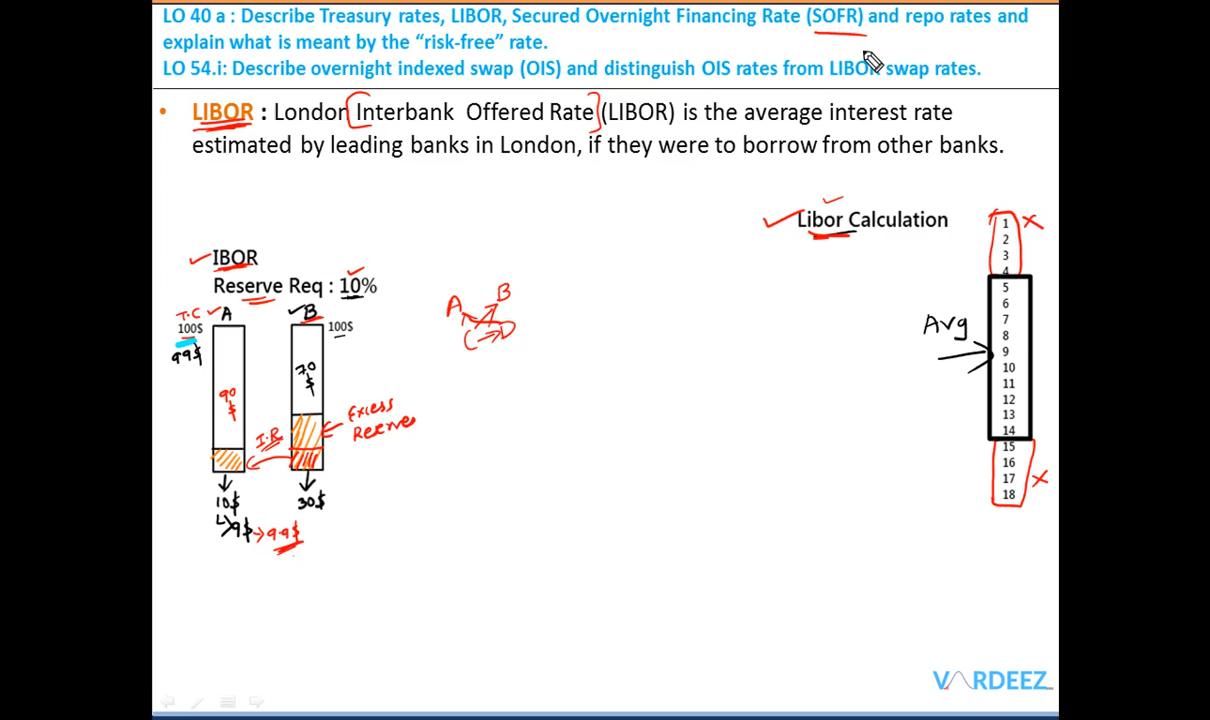 LO 40 a : Describe Treasury rates, LIBOR, Secured Overnight Financing Rate (SOFR) and repo rates and
explain what is meant by the “risk-free” rate.
LO 54.i: Describe overnight indexed swap (OIS) and distinguish OIS rates from LIBOR swap rates.
• LIBOR : London Interbank Offered Rate (LIBOR) is the average interest rate
estimated by leading banks in London, if they were to borrow from other banks.
Libor Calculation
1
2
3
4
5
6
7
8
9
10
11
12
13
14
15
16
17
18
Avg
IBOR
Reserve Req : 10%
T.C A B
100$ 100$
99$
90 $
70 $
Excess
I.R
10$ 30$
9$ → 9.9$
A B
C D
VARDEEZ